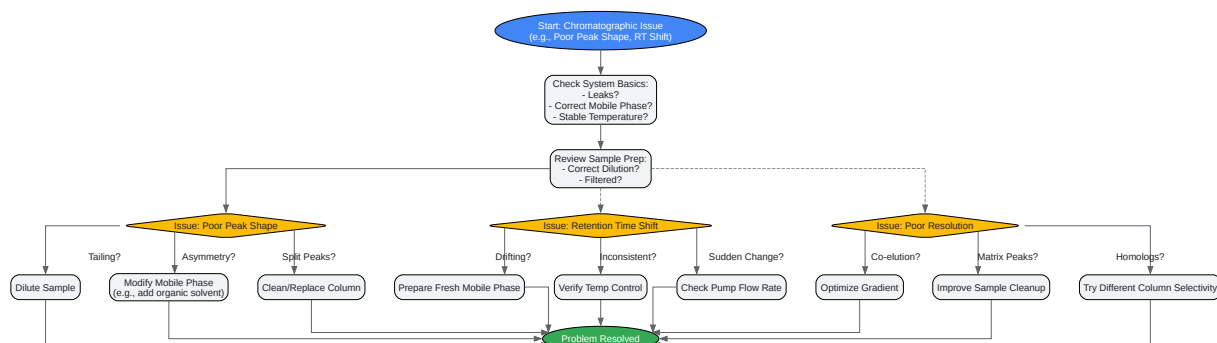 Start: Chromatographic Issue
(e.g., Poor Peak Shape, RT Shift)
Check System Basics:
- Leaks?
- Correct Mobile Phase?
- Stable Temperature?
Review Sample Prep:
- Correct Dilution?
- Filtered?
Issue: Poor Peak Shape
Issue: Retention Time Shift
Issue: Poor Resolution
Tailing?
Asymmetry?
Split Peaks?
Drifting?
Inconsistent?
Sudden Change?
Co-elution?
Matrix Peaks?
Homologs?
Dilute Sample
Modify Mobile Phase
(e.g., add organic solvent)
Clean/Replace Column
Prepare Fresh Mobile Phase
Verify Temp Control
Check Pump Flow Rate
Optimize Gradient
Improve Sample Cleanup
Try Different Column Selectivity
Problem Resolved